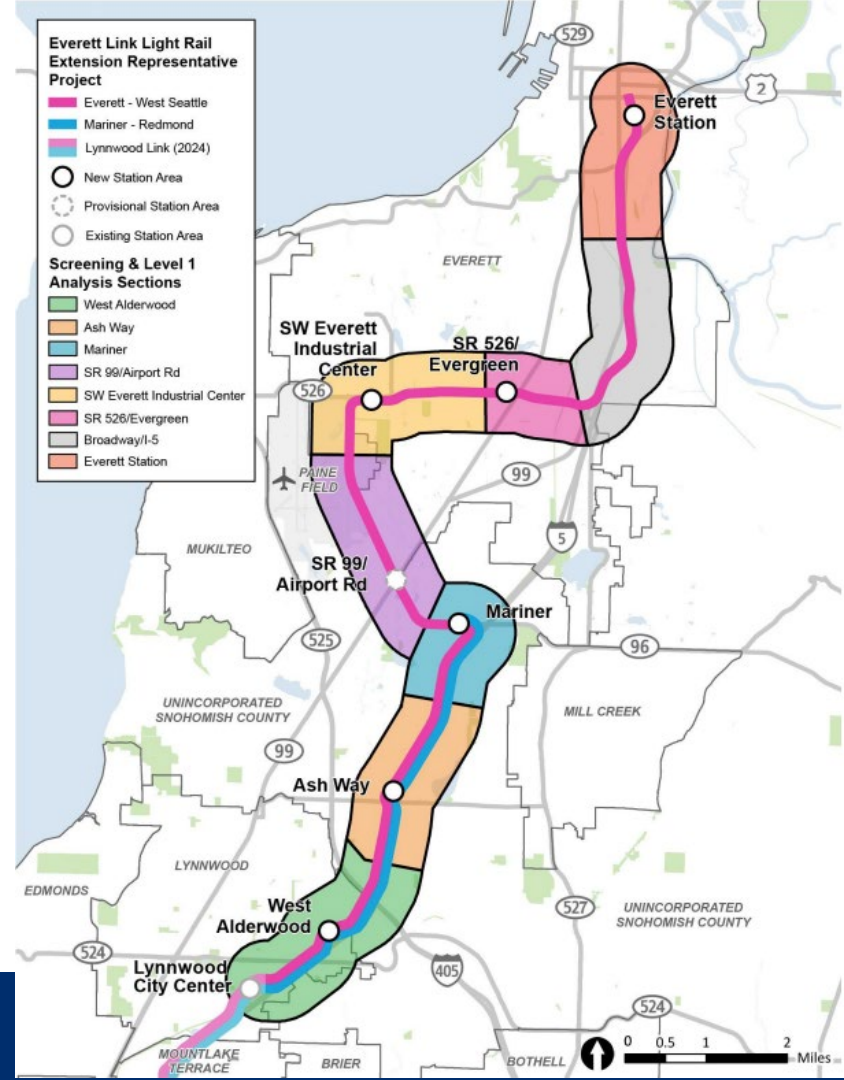 Everett Link Light Rail
Extension Representative
Project
Everett - West Seattle
Mariner - Redmond
Lynnwood Link (2024)
New Station Area
Provisional Station Area
Existing Station Area
Screening & Level 1
Analysis Sections
West Alderwood
Ash Way
Mariner
SR 99/Airport Rd
SW Everett Industrial Center
SR 526/Evergreen
Broadway/I-5
Everett Station
529
2
Everett
Station
EVERETT
SW Everett
Industrial
Center
SR 526/
Evergreen
526
99
PAINE
FIELD
5
MUKILTEO
SR 99/
Airport Rd
Mariner
525
96
UNINCORPORATED
SNOHOMISH COUNTY
MILL CREEK
99
Ash Way
LYNNWOOD
EDMONDS
West
Alderwood
527
UNINCORPORATED
SNOHOMISH COUNTY
524
Lynnwood
City Center
405
524
MOUNTLAKE
TERRACE
BRIER
BOTHELL
0 0.5 1 2
Miles